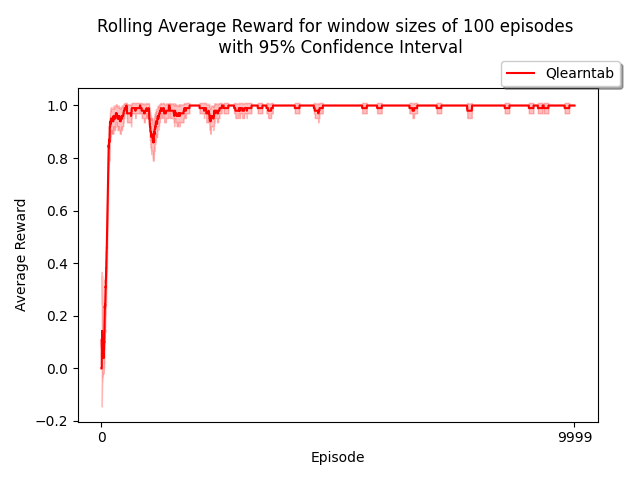 Rolling Average Reward for window sizes of 100 episodes
with 95% Confidence Interval
Qlearntab
1.0
0.8
0.6
0.4
0.2
0.0
−0.2
Average Reward
0
9999
Episode